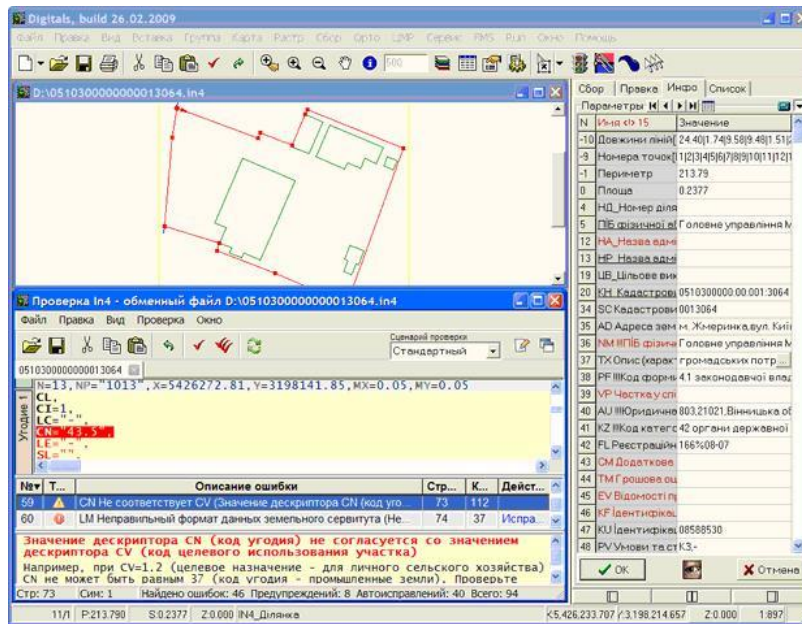 Digitals, build 26.02.2009
Файл Правка Вид Вставка Группа Карта Растр Сбор Орто ЦМР Сервис RMS Run Окно Помощь
500
D:\0510300000000013064.in4
Сбор Правка Инфо Список
Параметры
N Имя <I> 15 Значение
-10 Довжини ліній[ 24.40|1.74|9.58|9.48|1.51|2
-9 Номера точок[ 1|2|3|4|5|6|7|8|9|10|11|12|1
-1 Периметр 213.79
0 Площа 0.2377
4 НД_Номер діля
5 ПІБ фізичної Головне управління М
12 НА_Назва адмі
13 НР_Назва адмі
19 ЦВ_Цільове вик
20 КН_Кадастрові 0510300000:00:001:3064
34 SC Кадастрови 0013064
35 AD Адреса зем м. Жмеринка,вул. Киї
36 NM !!!ПІБ фізичн Головне управління М
37 TX Опис (харак громадських потр...
38 PF !!!Код форми 4.1 законодавчої влад
39 VP Частка у спі
40 AU !!!Юридична 803,21021,Вінницька об
41 KZ !!!Код катего 42 органи державної
42 FL Реєстраційн 166%08-07
43 CM Додаткове
44 TM Грошова оц
45 EV Відомості п
46 KF Ідентифікац
47 KU Ідентифікац 08588530
48 PV Умови та ст К3,-
OK Отмена
Проверка In4 - обменный файл D:\0510300000000013064.in4
Файл Правка Вид Проверка Окно
Сценарий проверки
Стандартный
0510300000000013064
Угодие 1
N=13, NP="1013", X=5426272.81, Y=3198141.85, MX=0.05, MY=0.05
CL,
CI=1,
LC="-",
CN="43.5",
LE="-",
SL="",
№ Т... Описание ошибки Стр... К... Дейст...
59 CN Не соответствует CV (Значение дескриптора CN (код уго... 73 112
60 LM Неправильный формат данных земельного сервитута (Не... 74 37 Испра...
Значение дескриптора CN (код угодия) не согласуется со значением
дескриптора CV (код целевого использования участка)
Например, при CV=1.2 (целевое назначение - для личного сельского хозяйства)
CN не может быть равным 37 (код угодия - промышленные земли). Проверьте
Стр: 73 Сим: 1 Найдено ошибок: 46 Предупреждений: 8 Автоисправлений: 40 Всего: 94
11/1 P:213.790 S:0.2377 Z:0.000 IN4_Ділянка X:5,426,233.707 Y:3,198,214.657 Z:0.000 1:897